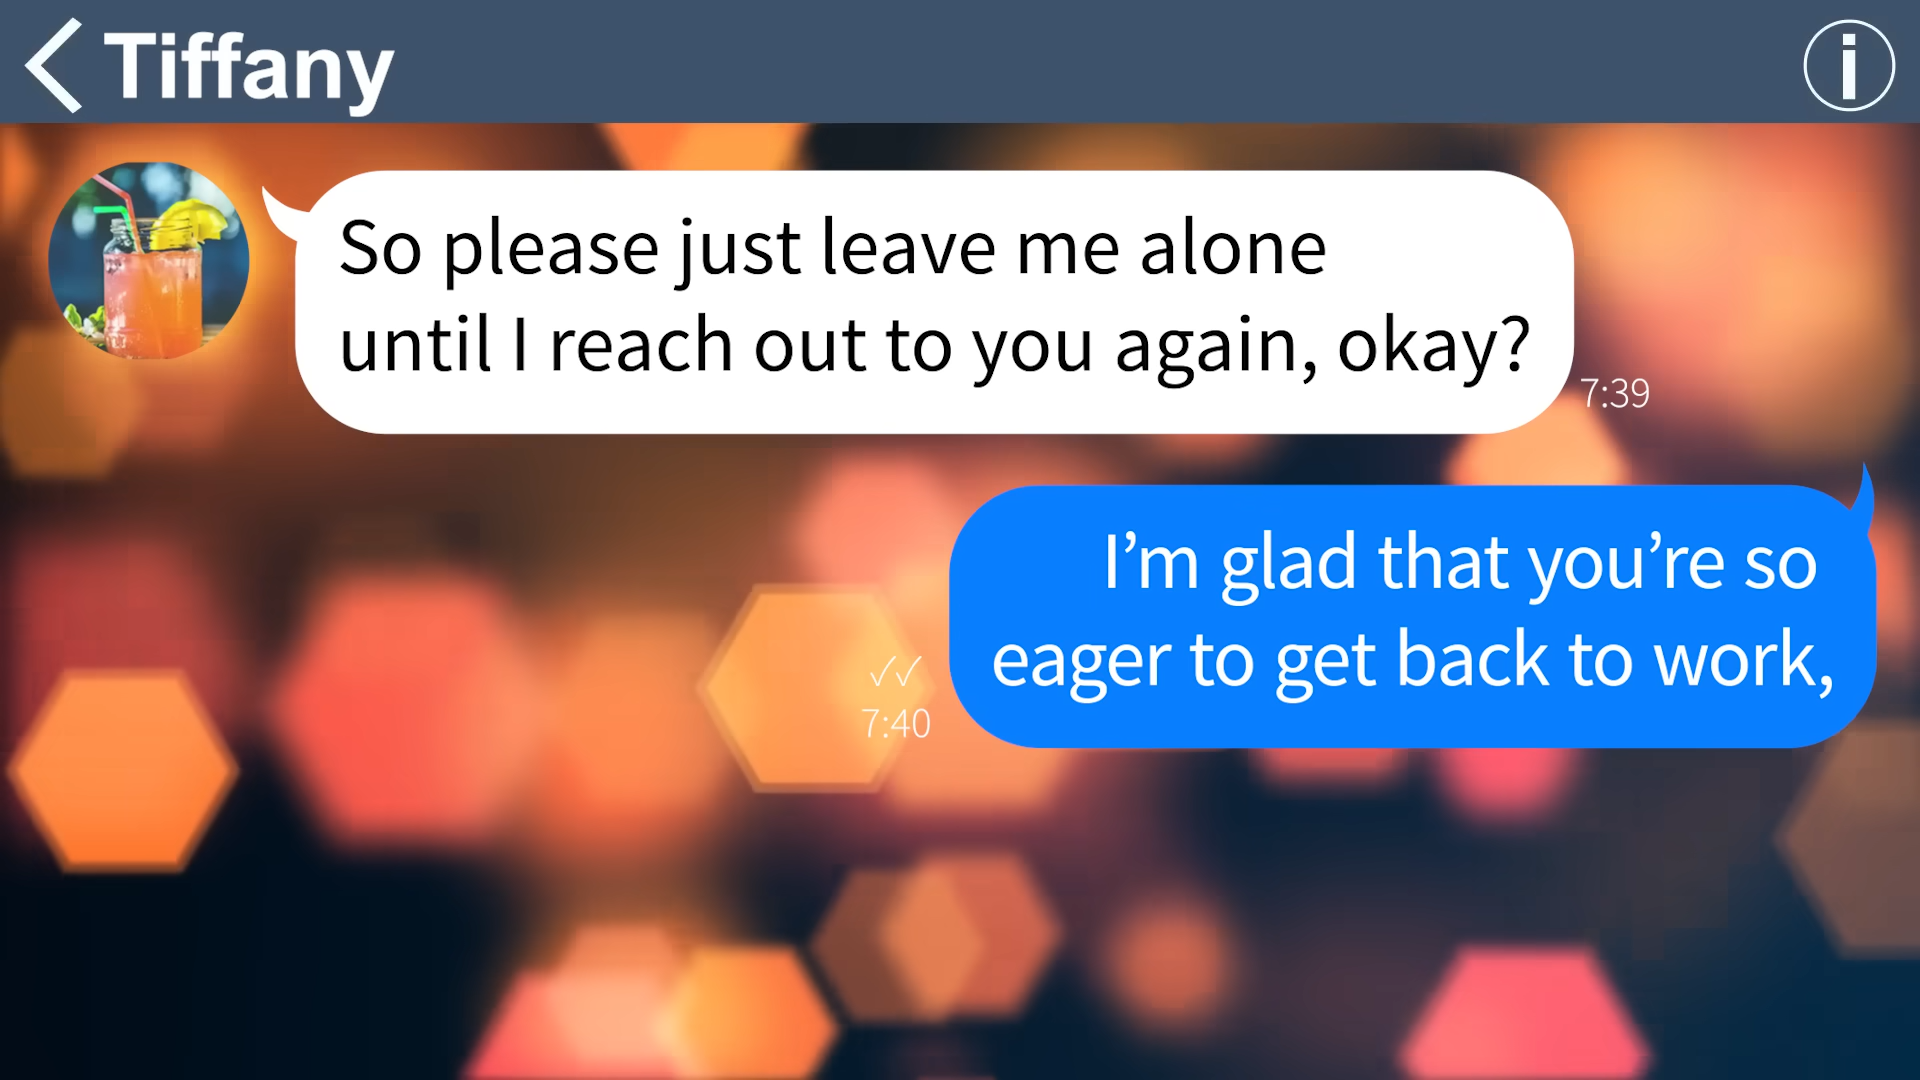 Tiffany
So please just leave me alone
until I reach out to you again, okay?
7:39
I’m glad that you’re so
eager to get back to work,
✓✓
7:40